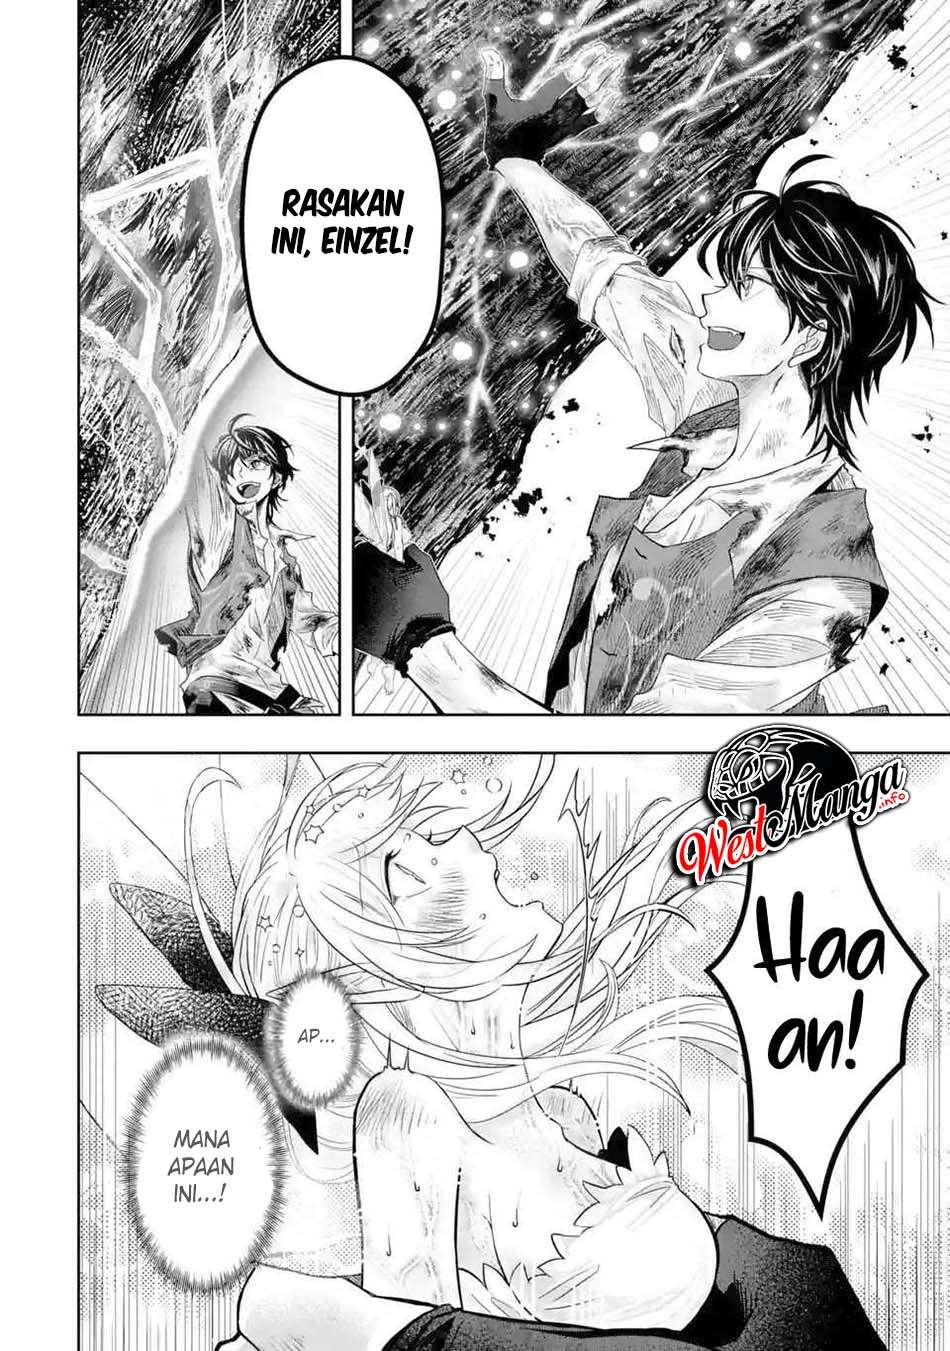 RASAKAN
INI, EINZEL!
WestManga
.info
Haa
an!
AP...
MANA
APAAN
INI...!